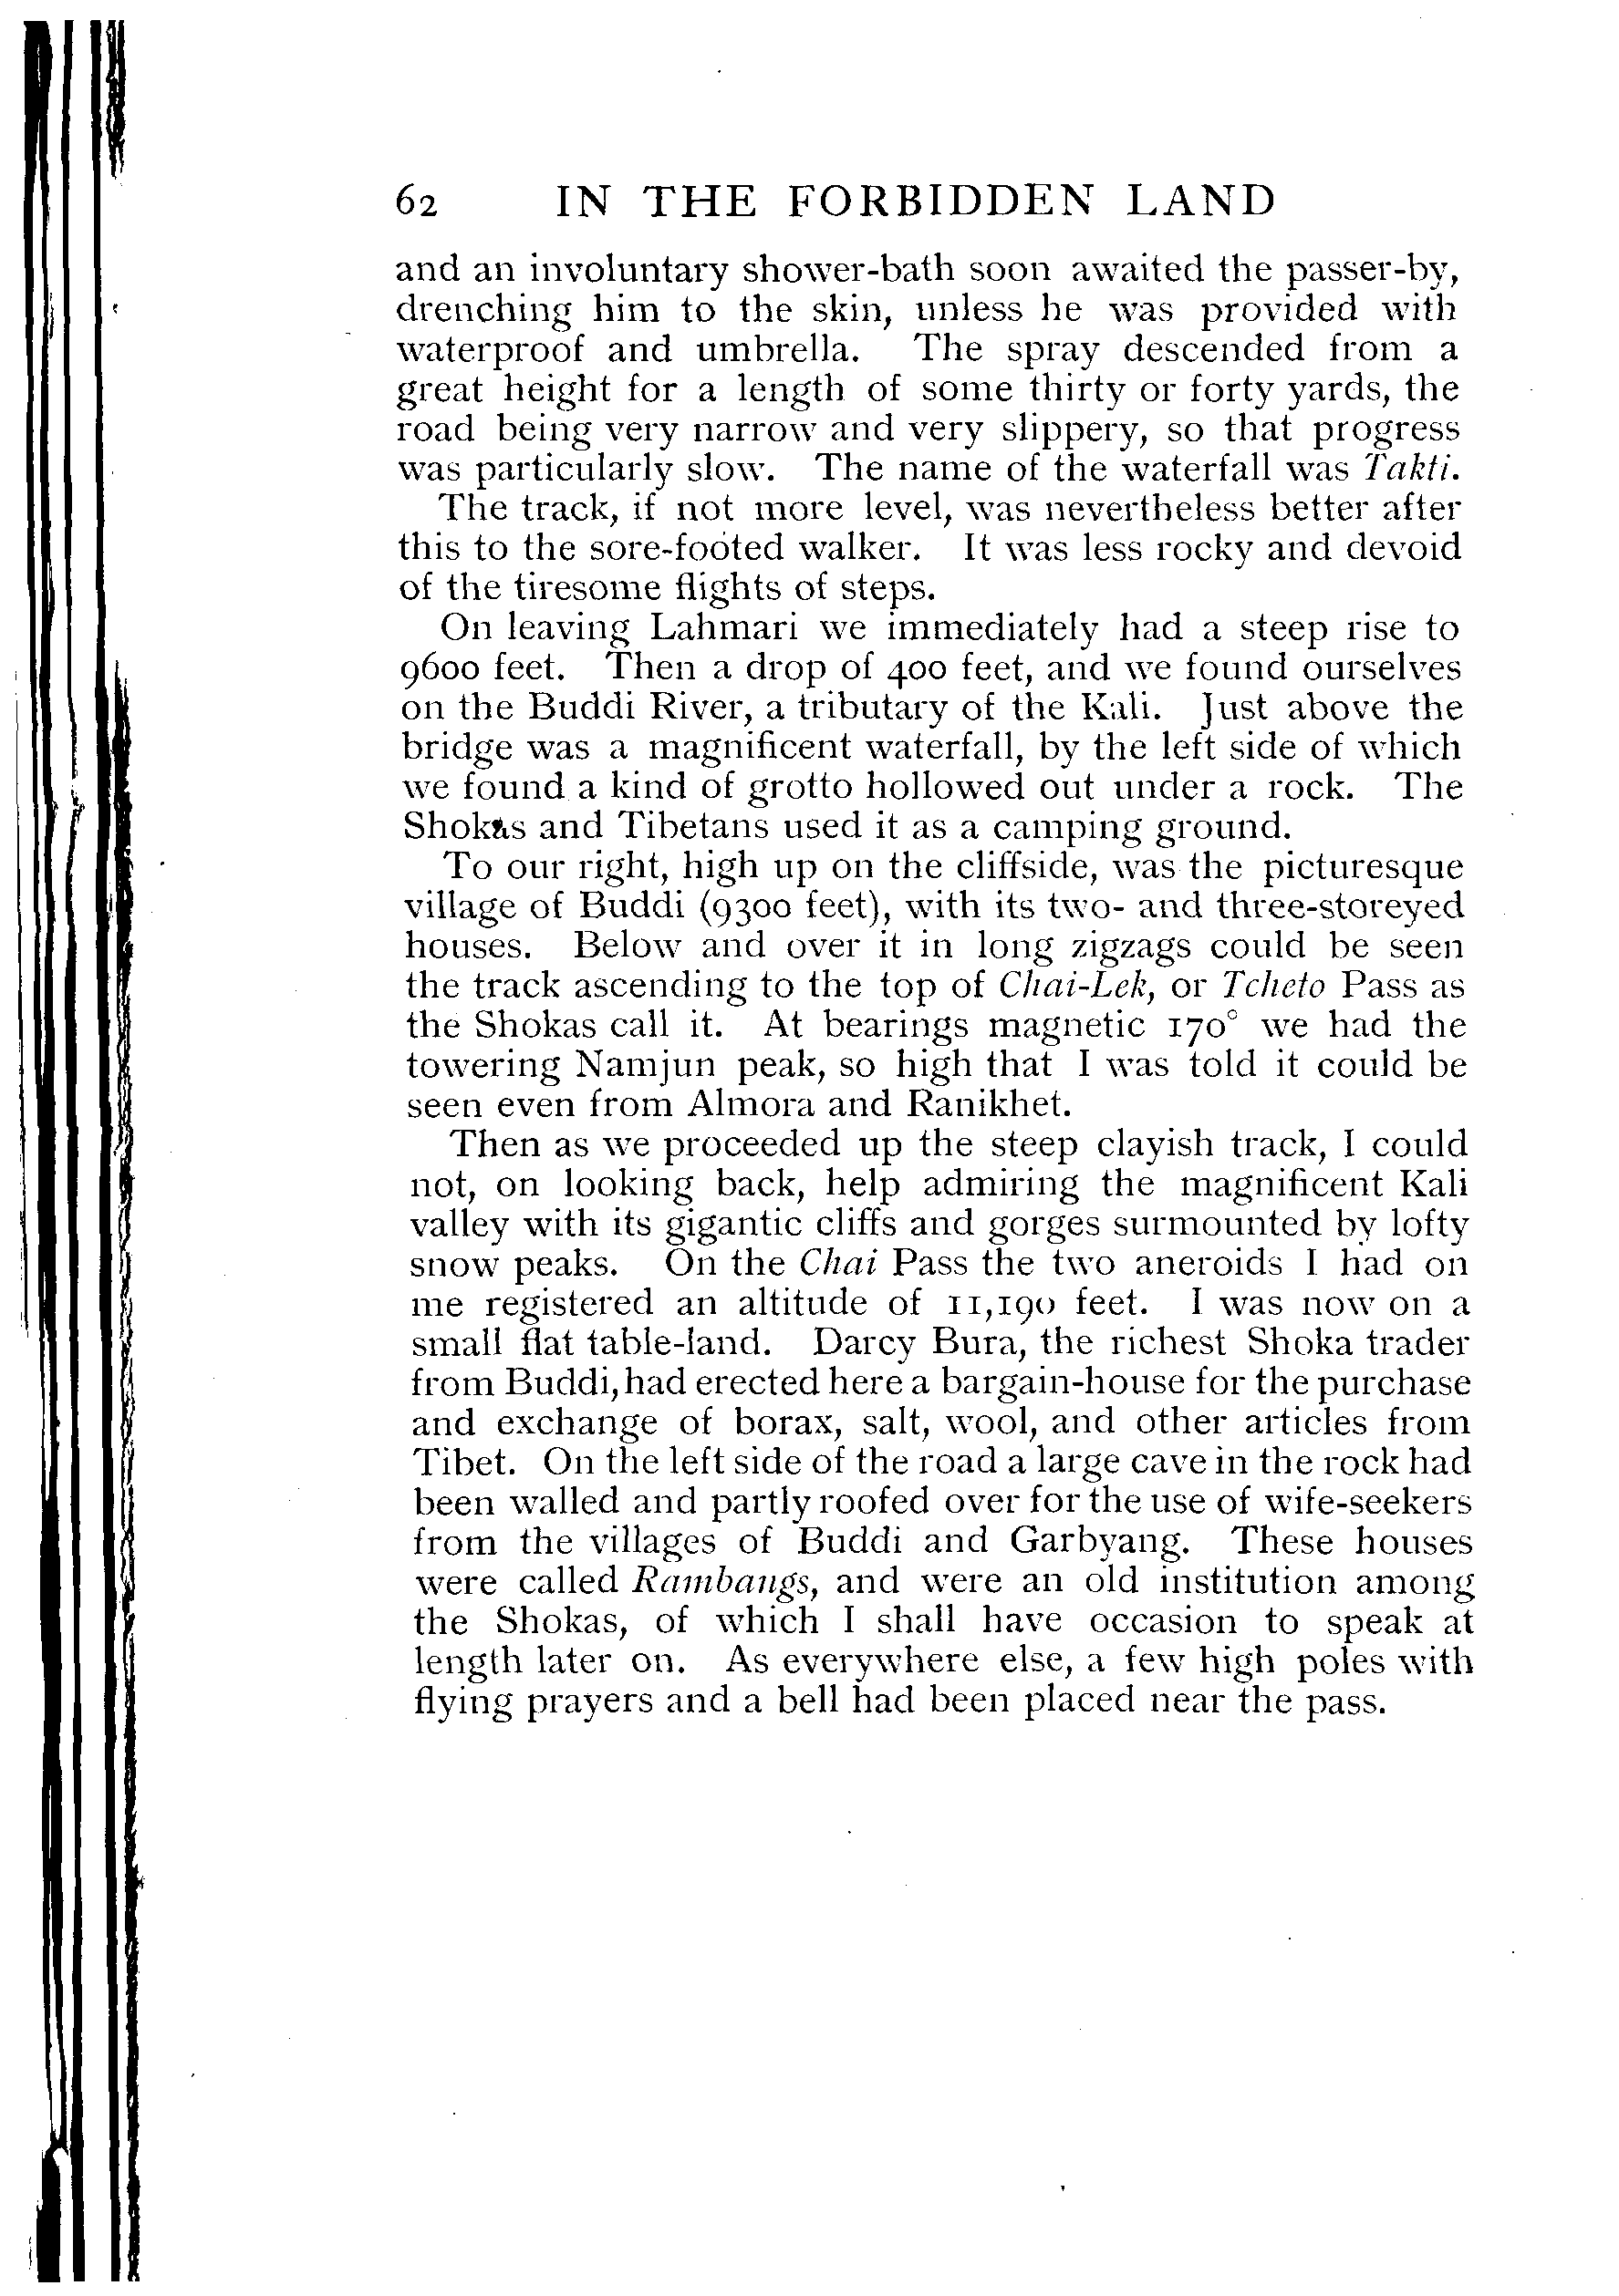 62 IN THE FORBIDDEN LAND
and an involuntary shower-bath soon awaited the passer-by,
drenching him to the skin, unless he was provided with
waterproof and umbrella. The spray descended from a
great height for a length of some thirty or forty yards, the
road being very narrow and very slippery, so that progress
was particularly slow. The name of the waterfall was Takti.
The track, if not more level, was nevertheless better after
this to the sore-footed walker. It was less rocky and devoid
of the tiresome flights of steps.
On leaving Lahmari we immediately had a steep rise to
9600 feet. Then a drop of 400 feet, and we found ourselves
on the Buddi River, a tributary of the Kali. Just above the
bridge was a magnificent waterfall, by the left side of which
we found a kind of grotto hollowed out under a rock. The
Shokas and Tibetans used it as a camping ground.
To our right, high up on the cliffside, was the picturesque
village of Buddi (9300 feet), with its two- and three-storeyed
houses. Below and over it in long zigzags could be seen
the track ascending to the top of Chai-Lek, or Tcheto Pass as
the Shokas call it. At bearings magnetic 170° we had the
towering Namjun peak, so high that I was told it could be
seen even from Almora and Ranikhet.
Then as we proceeded up the steep clayish track, I could
not, on looking back, help admiring the magnificent Kali
valley with its gigantic cliffs and gorges surmounted by lofty
snow peaks. On the Chai Pass the two aneroids I had on
me registered an altitude of 11,190 feet. I was now on a
small flat table-land. Darcy Bura, the richest Shoka trader
from Buddi, had erected here a bargain-house for the purchase
and exchange of borax, salt, wool, and other articles from
Tibet. On the left side of the road a large cave in the rock had
been walled and partly roofed over for the use of wife-seekers
from the villages of Buddi and Garbyang. These houses
were called Rambangs, and were an old institution among
the Shokas, of which I shall have occasion to speak at
length later on. As everywhere else, a few high poles with
flying prayers and a bell had been placed near the pass.